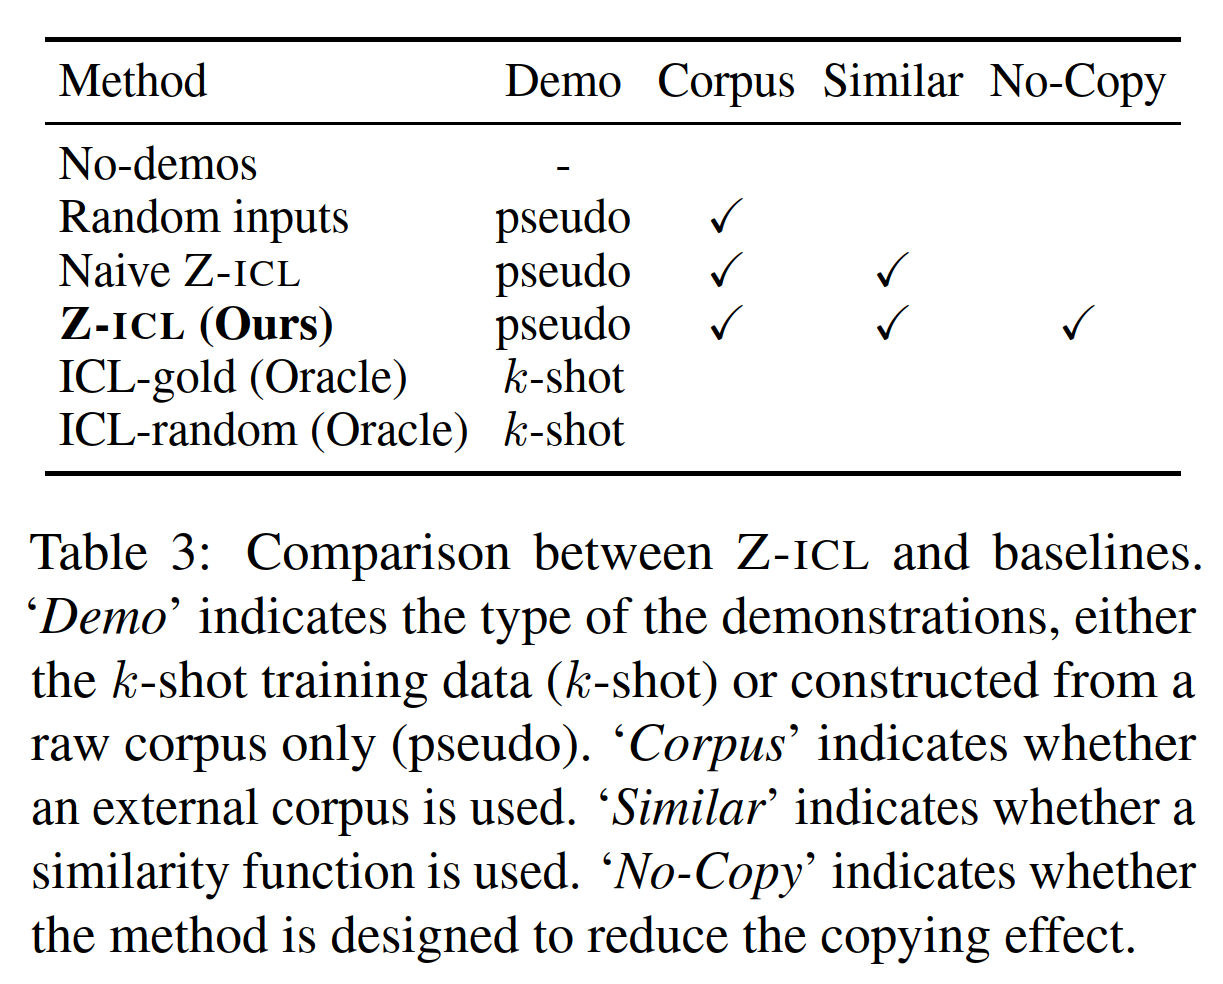 Method Demo Corpus Similar No-Copy
No-demos -
Random inputs pseudo ✓
Naive Z-ICL pseudo ✓ ✓
Z-ICL (Ours) pseudo ✓ ✓ ✓
ICL-gold (Oracle) k-shot
ICL-random (Oracle) k-shot
Table 3: Comparison between Z-ICL and baselines.
‘Demo’ indicates the type of the demonstrations, either
the k-shot training data (k-shot) or constructed from a
raw corpus only (pseudo). ‘Corpus’ indicates whether
an external corpus is used. ‘Similar’ indicates whether a
similarity function is used. ‘No-Copy’ indicates whether
the method is designed to reduce the copying effect.